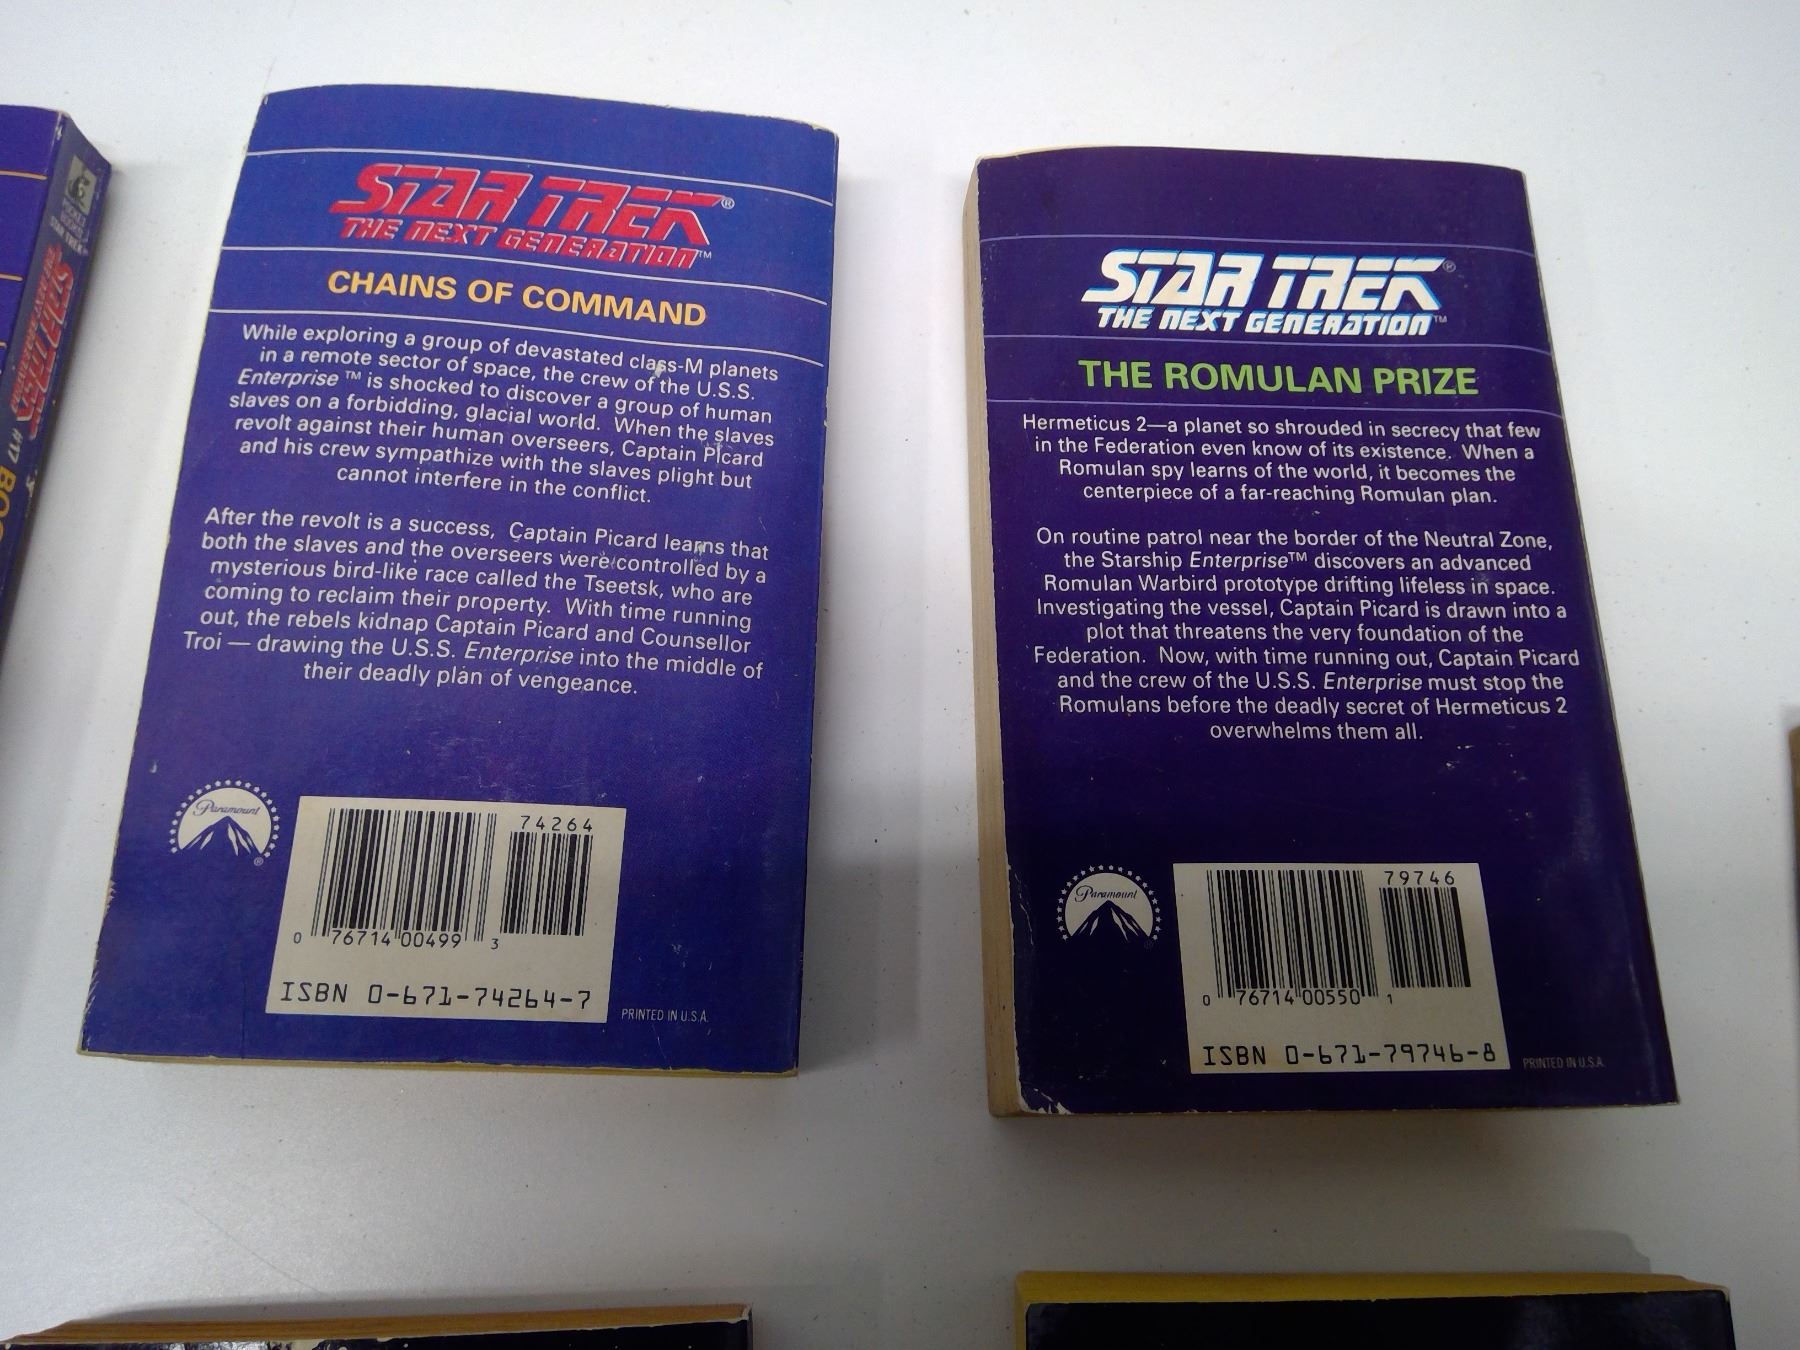 STAR TREK®
THE NEXT GENERATION™
CHAINS OF COMMAND
While exploring a group of devastated class-M planets
in a remote sector of space, the crew of the U.S.S.
Enterprise ™ is shocked to discover a group of human
slaves on a forbidding, glacial world. When the slaves
revolt against their human overseers, Captain Picard
and his crew sympathize with the slaves plight but
cannot interfere in the conflict.
After the revolt is a success, Captain Picard learns that
both the slaves and the overseers were controlled by a
mysterious bird-like race called the Tseetsk, who are
coming to reclaim their property. With time running
out, the rebels kidnap Captain Picard and Counsellor
Troi — drawing the U.S.S. Enterprise into the middle of
their deadly plan of vengeance.
Paramount
®
74264
0 76714 00499 3
ISBN 0-671-74264-7
PRINTED IN U.S.A.
STAR TREK®
THE NEXT GENERATION™
THE ROMULAN PRIZE
Hermeticus 2—a planet so shrouded in secrecy that few
in the Federation even know of its existence. When a
Romulan spy learns of the world, it becomes the
centerpiece of a far-reaching Romulan plan.
On routine patrol near the border of the Neutral Zone,
the Starship Enterprise™ discovers an advanced
Romulan Warbird prototype drifting lifeless in space.
Investigating the vessel, Captain Picard is drawn into a
plot that threatens the very foundation of the
Federation. Now, with time running out, Captain Picard
and the crew of the U.S.S. Enterprise must stop the
Romulans before the deadly secret of Hermeticus 2
overwhelms them all.
Paramount
79746
0 76714 00550 1
ISBN 0-671-79746-8
PRINTED IN U.S.A.